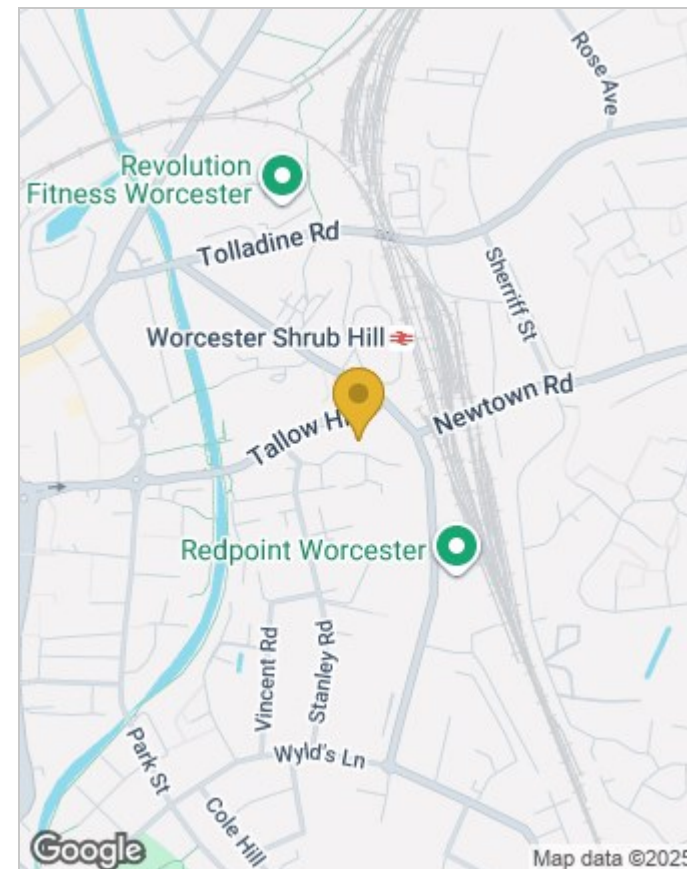 Rose Ave
Revolution
Fitness Worcester
Tolladine Rd
Sherriff St
Worcester Shrub Hill
Newtown Rd
Tallow H
Redpoint Worcester
Vincent Rd
Stanley Rd
Wyld's Ln
Park St
Cole Hill
Google
Map data ©2025